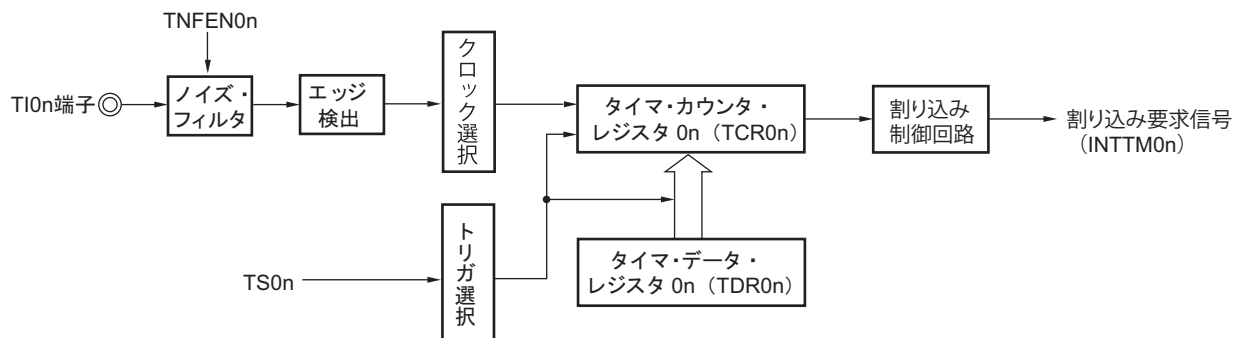 TNFEN0n
TI0n端子
ノイズ・
フィルタ
エッジ
検出
クロック選択
タイマ・カウンタ・
レジスタ 0n（TCR0n）
割り込み
制御回路
割り込み要求信号
（INTTM0n）
TS0n
トリガ選択
タイマ・データ・
レジスタ 0n（TDR0n）